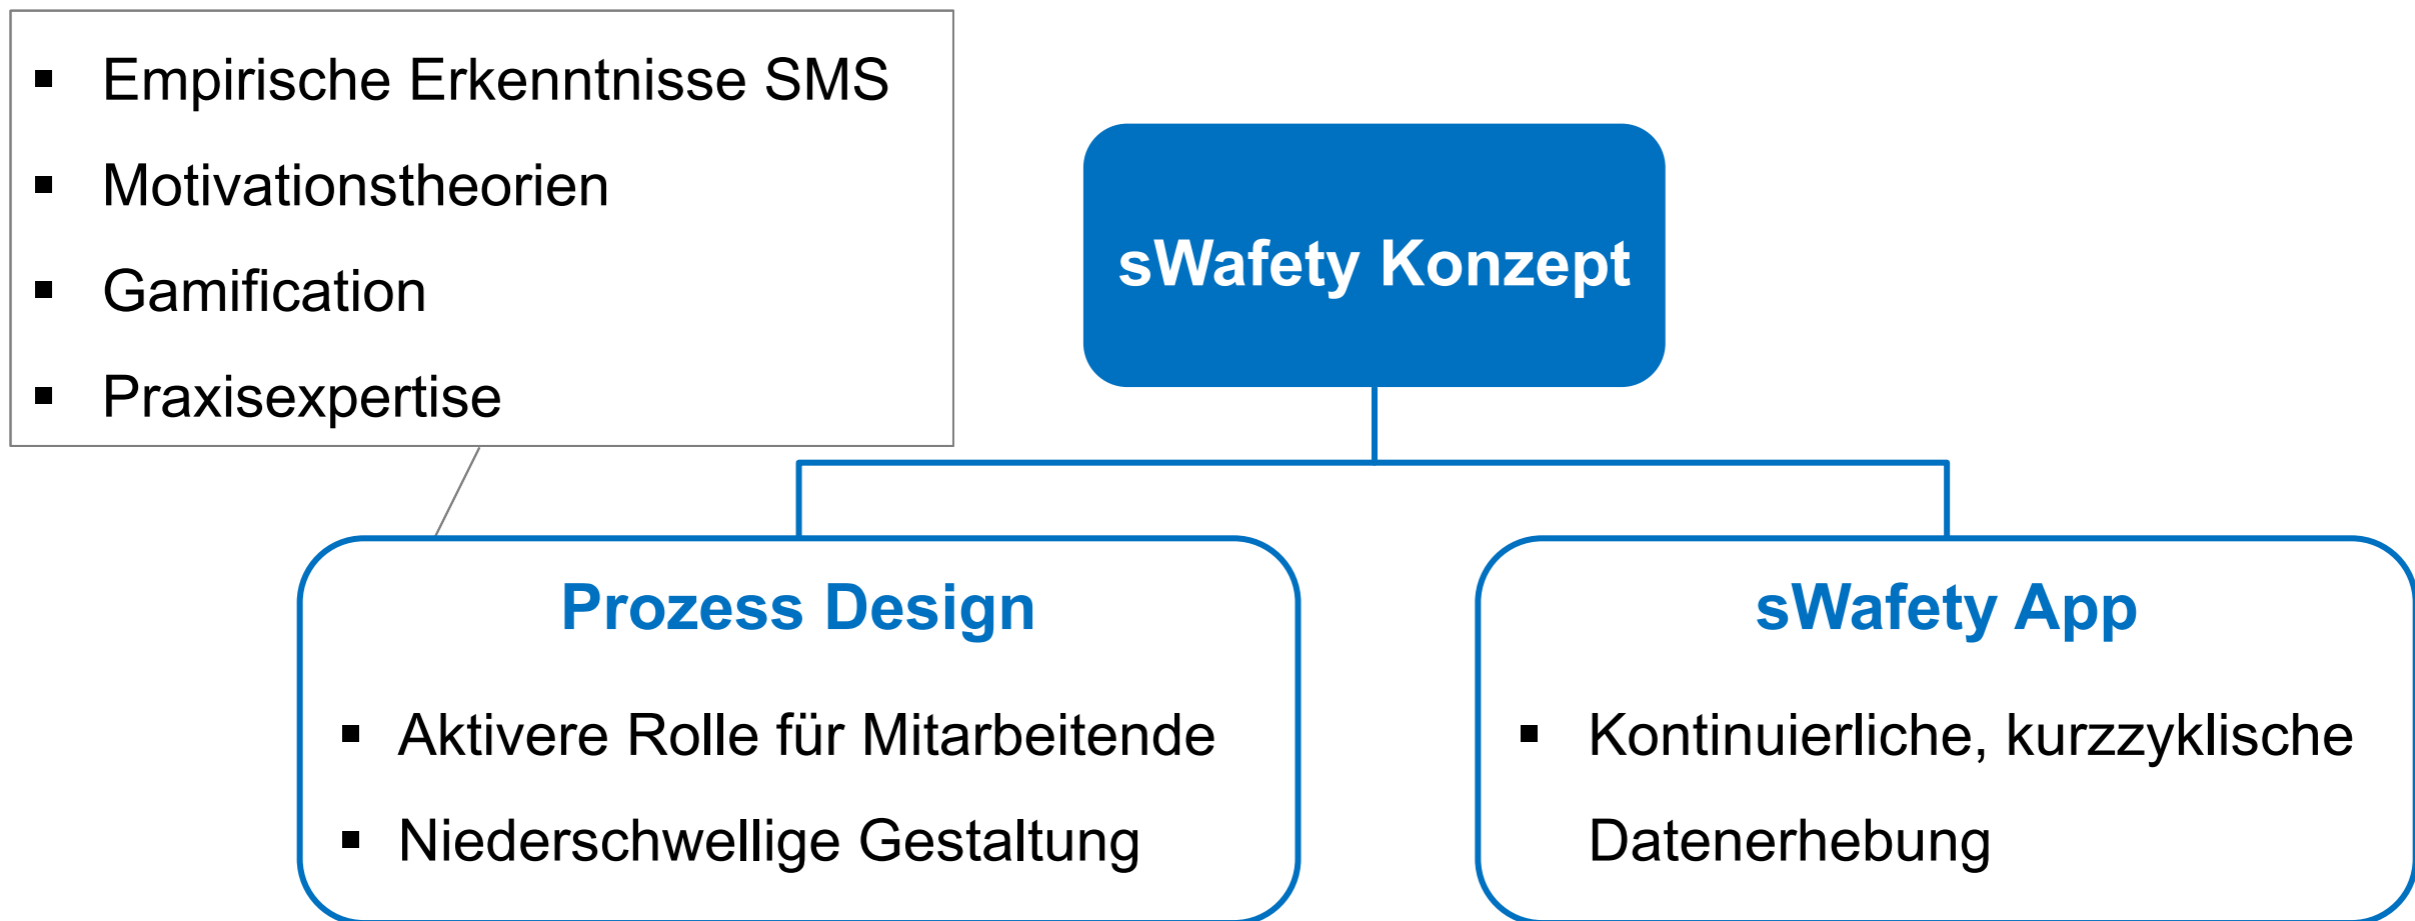 ▪ Empirische Erkenntnisse SMS
▪ Motivationstheorien
▪ Gamification
▪ Praxisexpertise
sWafety Konzept
Prozess Design
▪ Aktivere Rolle für Mitarbeitende
▪ Niederschwellige Gestaltung
sWafety App
▪ Kontinuierliche, kurzzyklische
Datenerhebung